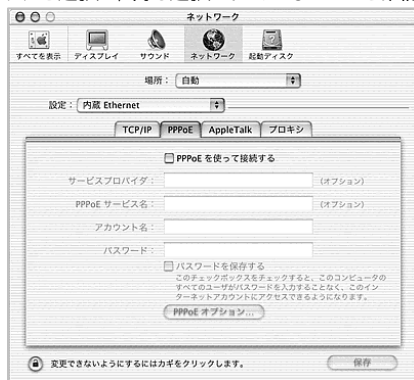 ネットワーク
すべてを表示 ディスプレイ サウンド ネットワーク 起動ディスク
場所： 自動
設定： 内蔵 Ethernet
TCP/IP PPPoE AppleTalk プロキシ
PPPoE を使って接続する
サービスプロバイダ： (オプション)
PPPoE サービス名： (オプション)
アカウント名：
パスワード：
パスワードを保存する
このチェックボックスをチェックすると、このコンピュータの
すべてのユーザがパスワードを入力することなく、このイン
ターネットアカウントにアクセスできるようになります。
PPPoE オプション...
変更できないようにするにはカギをクリックします。 保存